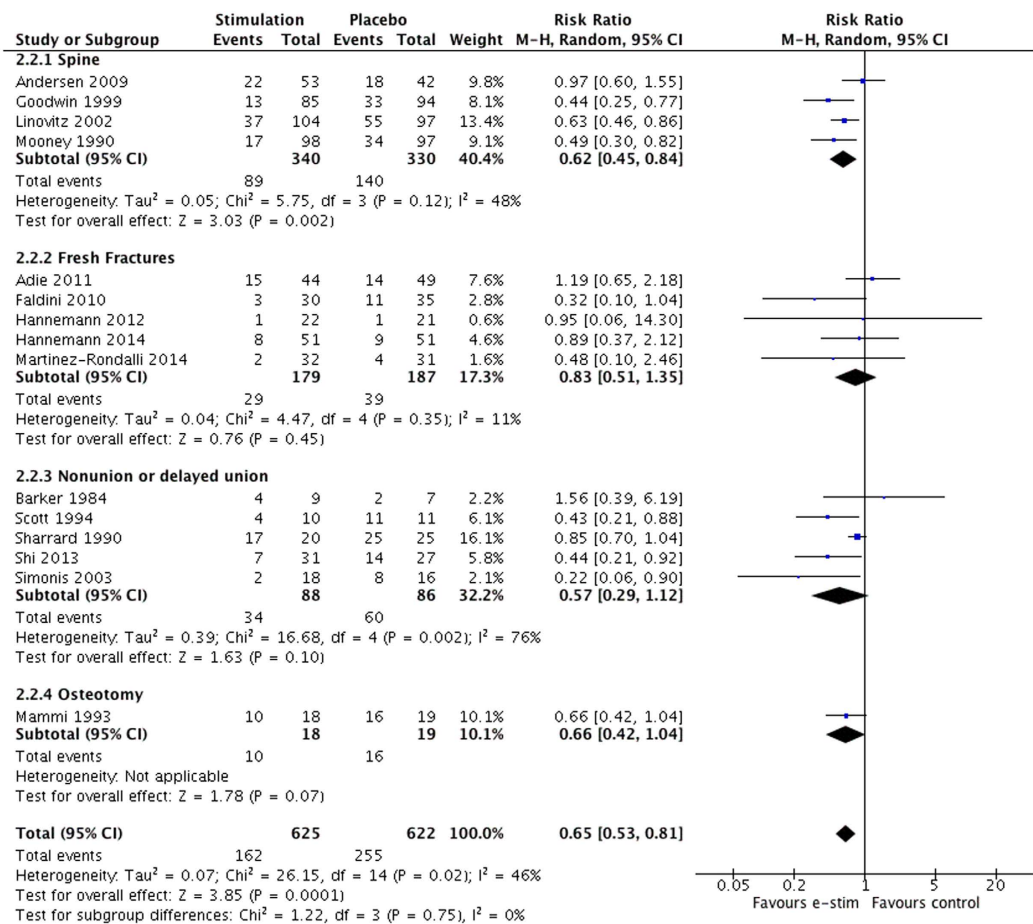 Stimulation Placebo Risk Ratio Risk Ratio
Study or Subgroup Events Total Events Total Weight M-H, Random, 95% CI M-H, Random, 95% CI
2.2.1 Spine
Andersen 2009 22 53 18 42 9.8% 0.97 [0.60, 1.55]
Goodwin 1999 13 85 33 94 8.1% 0.44 [0.25, 0.77]
Linovitz 2002 37 104 55 97 13.4% 0.63 [0.46, 0.86]
Mooney 1990 17 98 34 97 9.1% 0.49 [0.30, 0.82]
Subtotal (95% CI) 340 330 40.4% 0.62 [0.45, 0.84]
Total events 89 140
Heterogeneity: Tau² = 0.05; Chi² = 5.75, df = 3 (P = 0.12); I² = 48%
Test for overall effect: Z = 3.03 (P = 0.002)
2.2.2 Fresh Fractures
Adie 2011 15 44 14 49 7.6% 1.19 [0.65, 2.18]
Faldini 2010 3 30 11 35 2.8% 0.32 [0.10, 1.04]
Hannemann 2012 1 22 1 21 0.6% 0.95 [0.06, 14.30]
Hannemann 2014 8 51 9 51 4.6% 0.89 [0.37, 2.12]
Martinez-Rondalli 2014 2 32 4 31 1.6% 0.48 [0.10, 2.46]
Subtotal (95% CI) 179 187 17.3% 0.83 [0.51, 1.35]
Total events 29 39
Heterogeneity: Tau² = 0.04; Chi² = 4.47, df = 4 (P = 0.35); I² = 11%
Test for overall effect: Z = 0.76 (P = 0.45)
2.2.3 Nonunion or delayed union
Barker 1984 4 9 2 7 2.2% 1.56 [0.39, 6.19]
Scott 1994 4 10 11 11 6.1% 0.43 [0.21, 0.88]
Sharrard 1990 17 20 25 25 16.1% 0.85 [0.70, 1.04]
Shi 2013 7 31 14 27 5.8% 0.44 [0.21, 0.92]
Simonis 2003 2 18 8 16 2.1% 0.22 [0.06, 0.90]
Subtotal (95% CI) 88 86 32.2% 0.57 [0.29, 1.12]
Total events 34 60
Heterogeneity: Tau² = 0.39; Chi² = 16.68, df = 4 (P = 0.002); I² = 76%
Test for overall effect: Z = 1.63 (P = 0.10)
2.2.4 Osteotomy
Mammi 1993 10 18 16 19 10.1% 0.66 [0.42, 1.04]
Subtotal (95% CI) 18 19 10.1% 0.66 [0.42, 1.04]
Total events 10 16
Heterogeneity: Not applicable
Test for overall effect: Z = 1.78 (P = 0.07)
Total (95% CI) 625 622 100.0% 0.65 [0.53, 0.81]
Total events 162 255
Heterogeneity: Tau² = 0.07; Chi² = 26.15, df = 14 (P = 0.02); I² = 46%
Test for overall effect: Z = 3.85 (P = 0.0001)
Test for subgroup differences: Chi² = 1.22, df = 3 (P = 0.75), I² = 0%
0.05 0.2 1 5 20
Favours e-stim Favours control